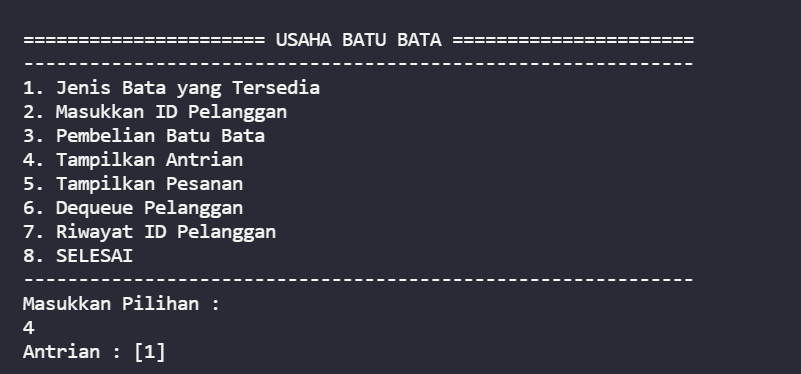 ====================== USAHA BATU BATA ======================
-------------------------------------------------------------
1. Jenis Bata yang Tersedia
2. Masukkan ID Pelanggan
3. Pembelian Batu Bata
4. Tampilkan Antrian
5. Tampilkan Pesanan
6. Dequeue Pelanggan
7. Riwayat ID Pelanggan
8. SELESAI
-------------------------------------------------------------
Masukkan Pilihan :
4
Antrian : [1]